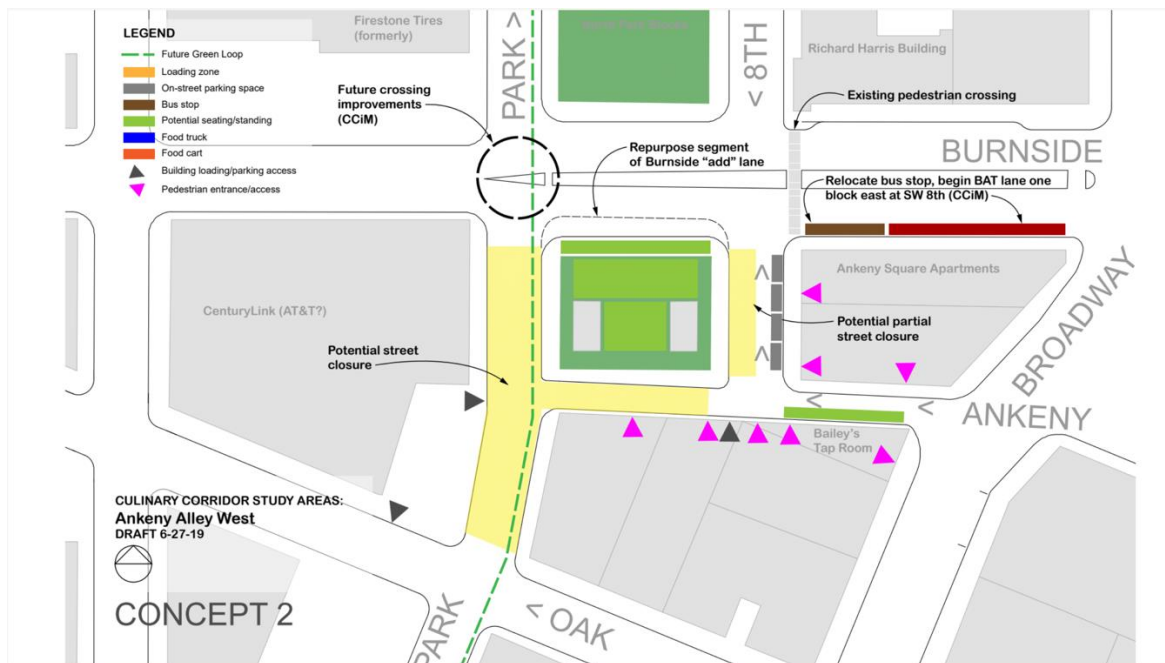 LEGEND
Future Green Loop
Loading zone
On-street parking space
Bus stop
Potential seating/standing
Food truck
Food cart
Building loading/parking access
Pedestrian entrance/access
Firestone Tires
(formerly)
PARK >
< 8TH
Richard Harris Building
Future crossing
improvements
(CCiM)
Existing pedestrian crossing
BURNSIDE
Repurpose segment
of Burnside “add” lane
Relocate bus stop, begin BAT lane one
block east at SW 8th (CCiM)
Ankeny Square Apartments
CenturyLink (AT&T?)
Potential partial
street closure
Potential street
closure
BROADWAY
< < ANKENY
Bailey's
Tap Room
CULINARY CORRIDOR STUDY AREAS:
Ankeny Alley West
DRAFT 6-27-19
CONCEPT 2
PARK
< OAK